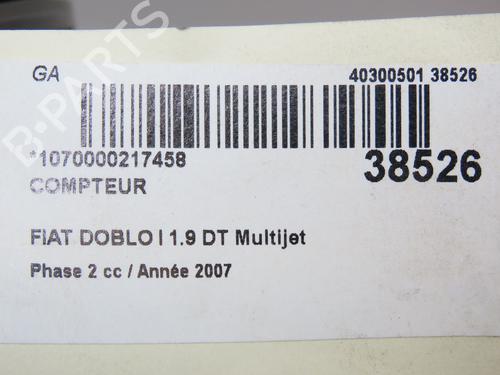 B-PARTS
GA
40300501 38526
*1070000217458
38526
COMPTEUR
FIAT DOBLO I 1.9 DT Multijet
Phase 2 cc / Année 2007